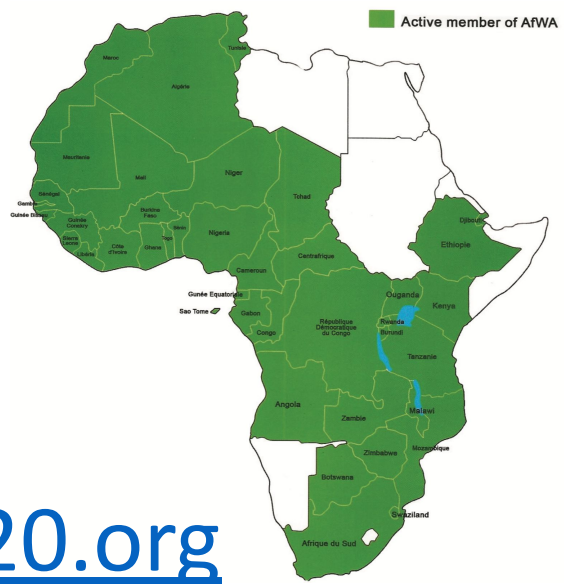 Active member of AfWA
Maroc
Tunisie
Algérie
Mauritanie
Mali
Niger
Tchad
Sénégal
Gambie
Guinée Bissau
Guinée
Conakry
Sierra
Leone
Libéria
Côte
d'Ivoire
Burkina
Faso
Ghana
Togo
Bénin
Nigeria
Cameroun
Centrafrique
Djibouti
Ethiopie
Gunée Equatoriale
Sao Tome
Gabon
Congo
République
Démocratique
du Congo
Ouganda
Kenya
Rwanda
Burundi
Tanzanie
Angola
Zambie
Malawi
Mozambique
Zimbabwe
Botswana
Swaziland
Afrique du Sud
20.org